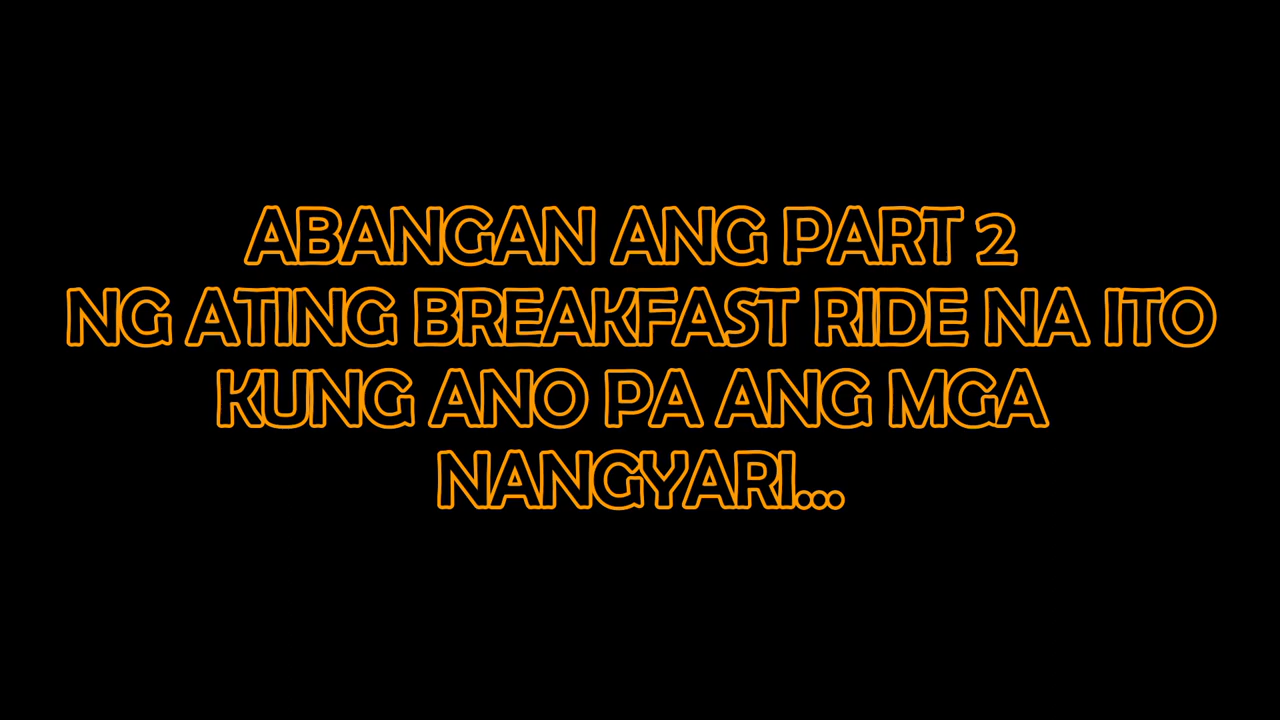 ABANGAN ANG PART 2
NG ATING BREAKFAST RIDE NA ITO
KUNG ANO PA ANG MGA
NANGYARI...